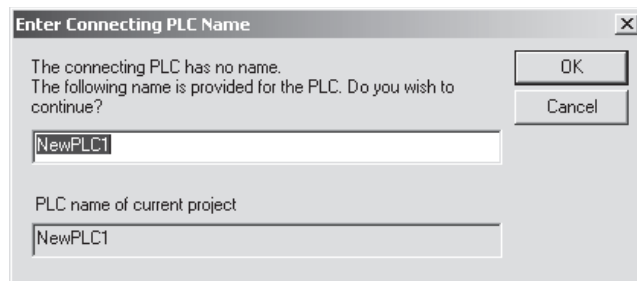 Enter Connecting PLC Name
The connecting PLC has no name.
The following name is provided for the PLC. Do you wish to
continue?
OK
Cancel
NewPLC1
PLC name of current project
NewPLC1